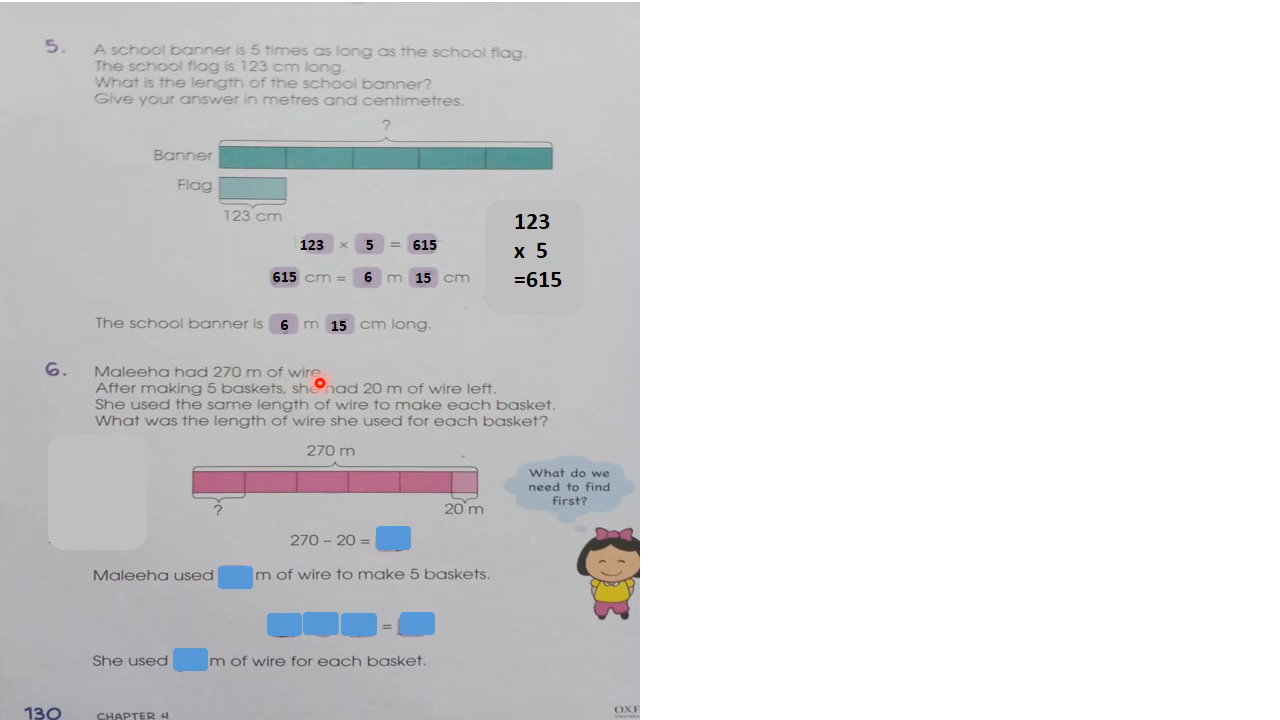 5. A school banner is 5 times as long as the school flag.
The school flag is 123 cm long.
What is the length of the school banner?
Give your answer in metres and centimetres.
?
Banner
Flag
123 cm
123 × 5 = 615
615 cm = 6 m 15 cm
123
x 5
=615
The school banner is 6 m 15 cm long.
6. Maleeha had 270 m of wire.
After making 5 baskets, she had 20 m of wire left.
She used the same length of wire to make each basket.
What was the length of wire she used for each basket?
270 m
?
20 m
What do we
need to find
first?
270 – 20 =
Maleeha used m of wire to make 5 baskets.
=
She used m of wire for each basket.
130 CHAPTER 4